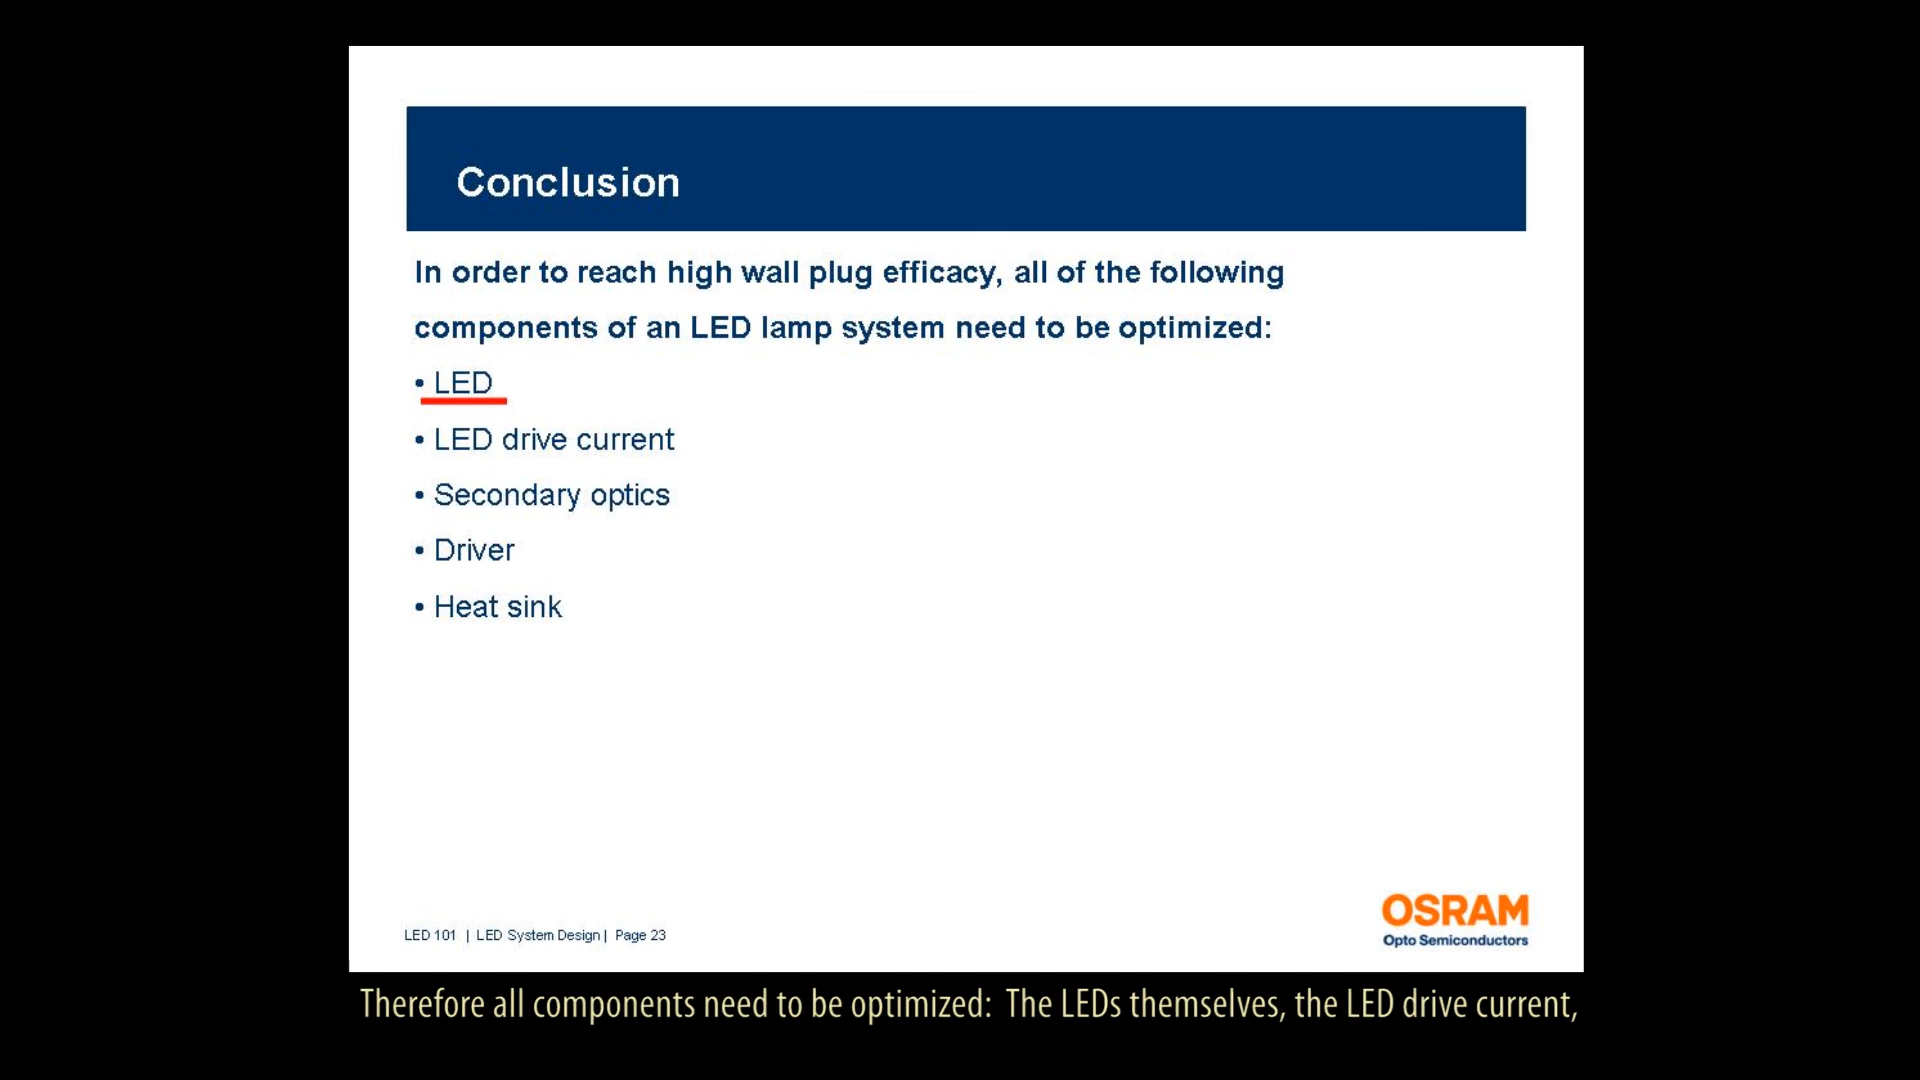 Conclusion
In order to reach high wall plug efficacy, all of the following
components of an LED lamp system need to be optimized:
• LED
• LED drive current
• Secondary optics
• Driver
• Heat sink
LED 101 | LED System Design | Page 23
OSRAM
Opto Semiconductors
Therefore all components need to be optimized: The LEDs themselves, the LED drive current,